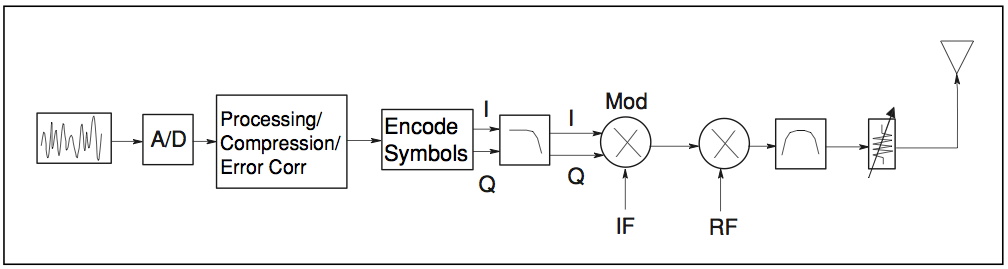 Mod
A/D
Processing/
Compression/
Error Corr
Encode
Symbols
I
Q
I
Q
IF
RF